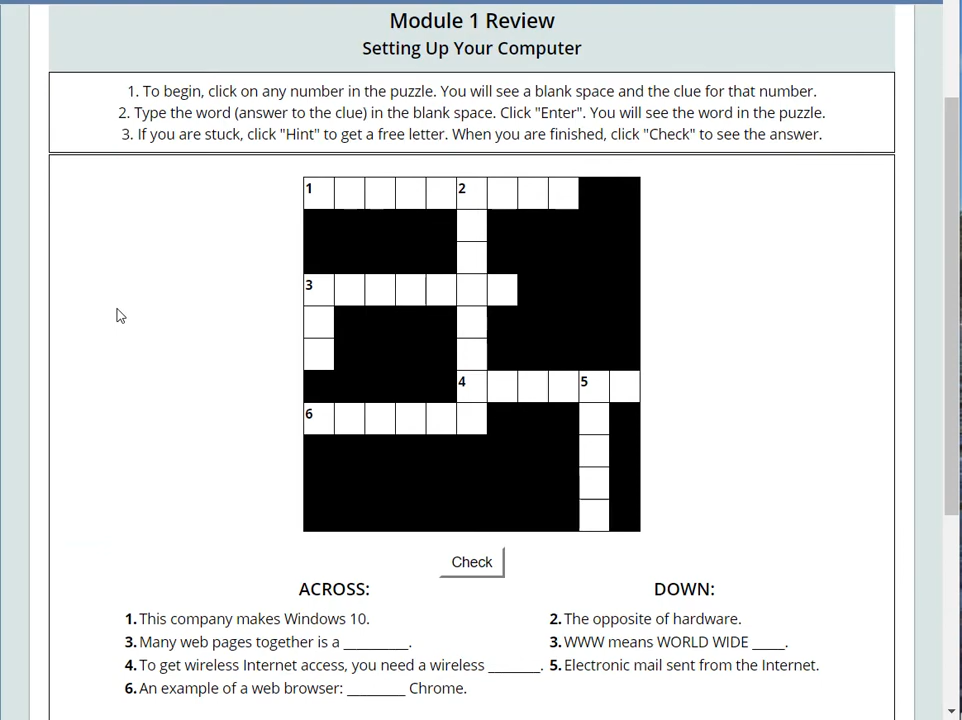 Module 1 Review
Setting Up Your Computer
1. To begin, click on any number in the puzzle. You will see a blank space and the clue for that number.
2. Type the word (answer to the clue) in the blank space. Click "Enter". You will see the word in the puzzle.
3. If you are stuck, click "Hint" to get a free letter. When you are finished, click "Check" to see the answer.
1 2
3
4 5
6
Check
ACROSS:
1. This company makes Windows 10.
3. Many web pages together is a _________.
4. To get wireless Internet access, you need a wireless _______.
6. An example of a web browser: ________ Chrome.
DOWN:
2. The opposite of hardware.
3. WWW means WORLD WIDE ____.
5. Electronic mail sent from the Internet.